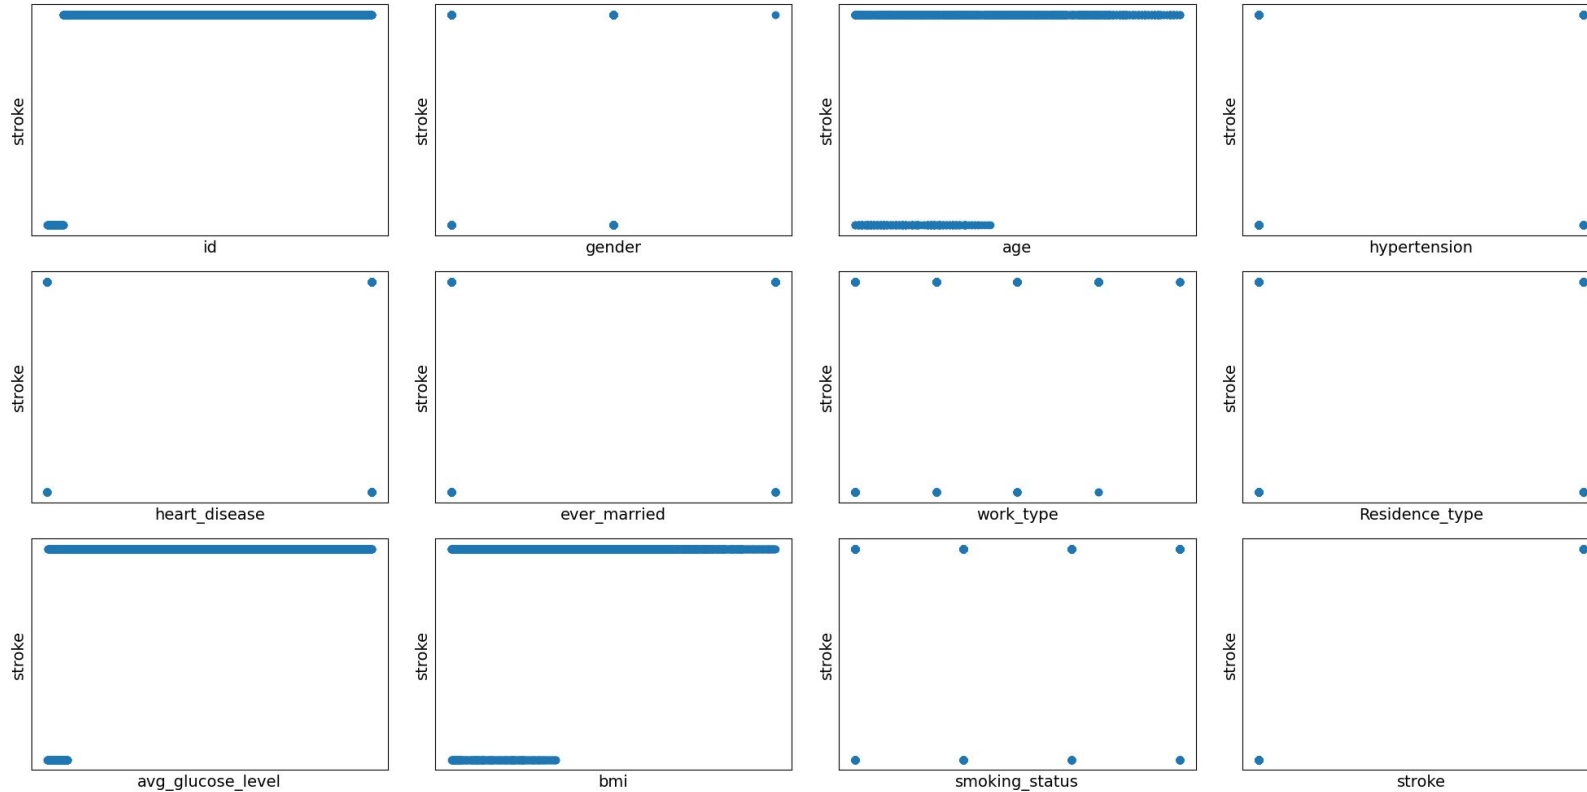 stroke
id
stroke
gender
stroke
age
stroke
hypertension
stroke
heart_disease
stroke
ever_married
stroke
work_type
stroke
Residence_type
stroke
avg_glucose_level
stroke
bmi
stroke
smoking_status
stroke
stroke